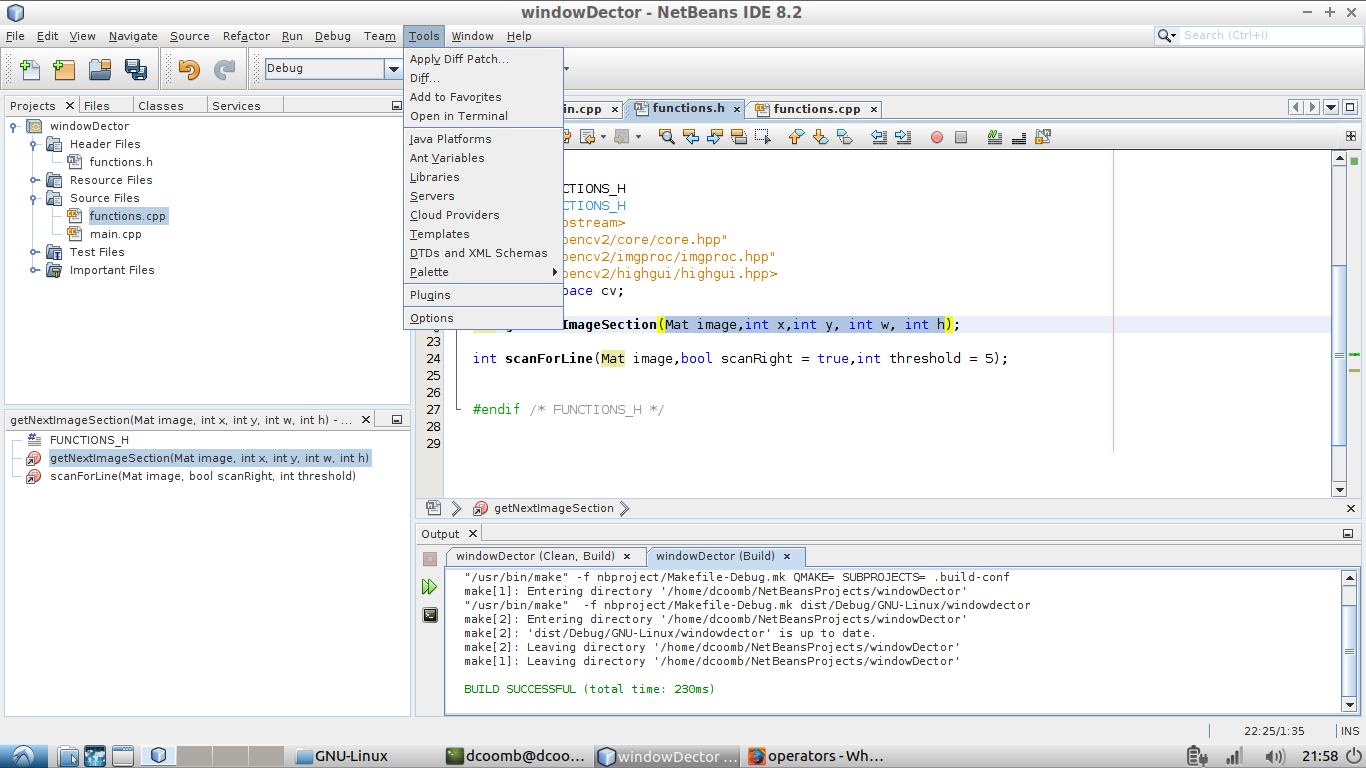 windowDector - NetBeans IDE 8.2
File Edit View Navigate Source Refactor Run Debug Team Tools Window Help
Search (Ctrl+I)
Debug
Apply Diff Patch...
Diff...
Add to Favorites
Open in Terminal
Java Platforms
Ant Variables
Libraries
Servers
Cloud Providers
Templates
DTDs and XML Schemas
Palette
Plugins
Options
Projects Files Classes Services
windowDector
Header Files
functions.h
Resource Files
Source Files
functions.cpp
main.cpp
Test Files
Important Files
getNextImageSection(Mat image, int x, int y, int w, int h) - ...
FUNCTIONS_H
getNextImageSection(Mat image, int x, int y, int w, int h)
scanForLine(Mat image, bool scanRight, int threshold)
in.cpp functions.h functions.cpp
CTIONS_H
CTIONS_H
ostream>
encv2/core/core.hpp"
encv2/imgproc/imgproc.hpp"
encv2/highgui/highgui.hpp>
pace cv;
ImageSection(Mat image,int x,int y, int w, int h);
23
24 int scanForLine(Mat image,bool scanRight = true,int threshold = 5);
25
26
27 #endif /* FUNCTIONS_H */
28
29
getNextImageSection
Output
windowDector (Clean, Build) windowDector (Build)
"/usr/bin/make" -f nbproject/Makefile-Debug.mk QMAKE= SUBPROJECTS= .build-conf
make[1]: Entering directory '/home/dcoomb/NetBeansProjects/windowDector'
"/usr/bin/make"  -f nbproject/Makefile-Debug.mk dist/Debug/GNU-Linux/windowdector
make[2]: Entering directory '/home/dcoomb/NetBeansProjects/windowDector'
make[2]: 'dist/Debug/GNU-Linux/windowdector' is up to date.
make[2]: Leaving directory '/home/dcoomb/NetBeansProjects/windowDector'
make[1]: Leaving directory '/home/dcoomb/NetBeansProjects/windowDector'
BUILD SUCCESSFUL (total time: 230ms)
22:25/1:35 INS
GNU-Linux dcoomb@dcoo... windowDector ... operators - Wh... 21:58